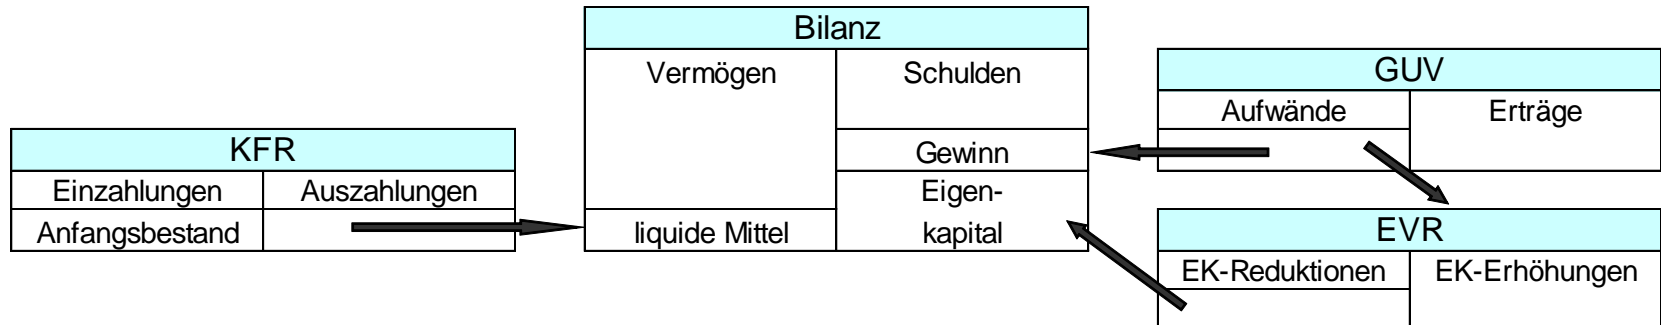 Bilanz
Vermögen
Schulden
Gewinn
Eigen-
kapital
liquide Mittel
KFR
Einzahlungen
Auszahlungen
Anfangsbestand
GUV
Aufwände
Erträge
EVR
EK-Reduktionen
EK-Erhöhungen